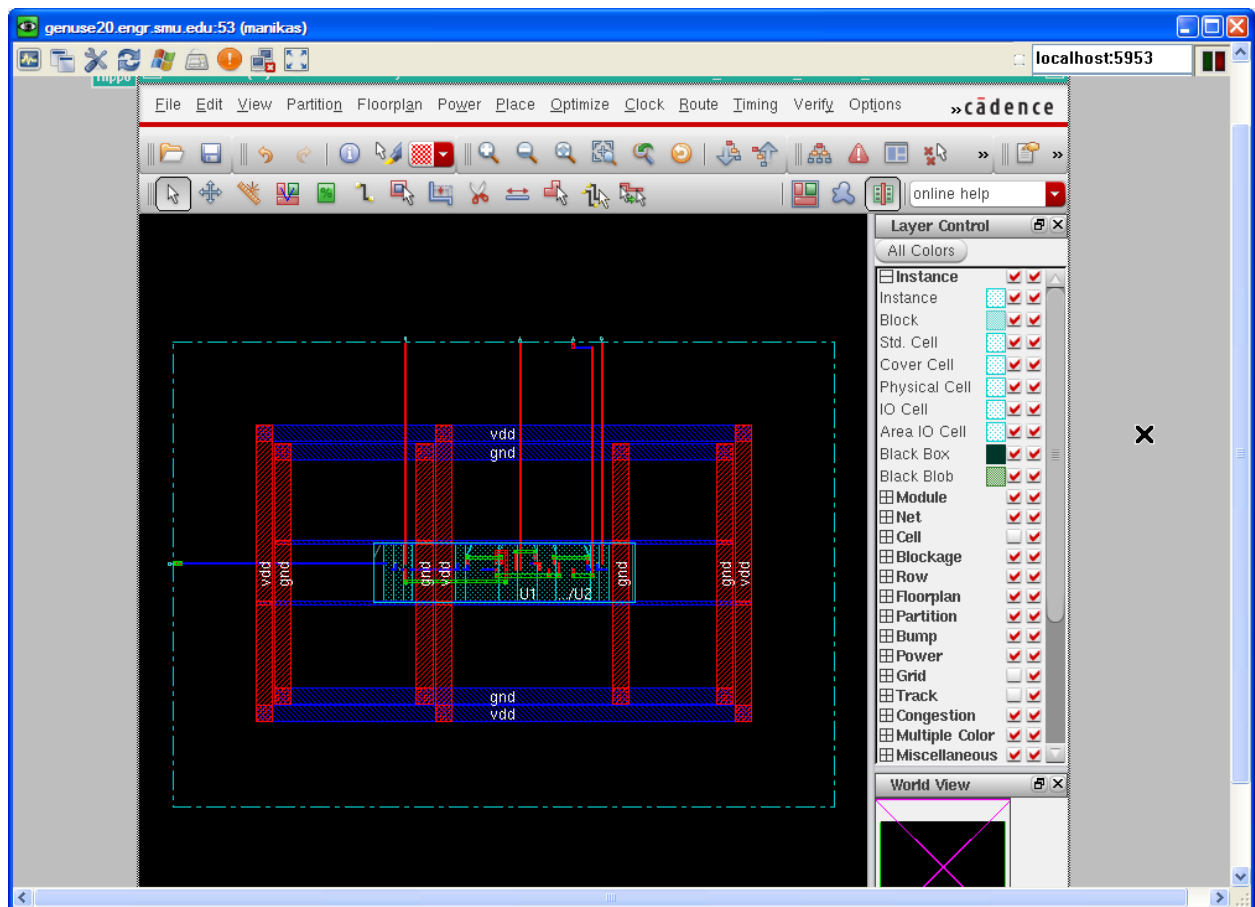 genuse20.engr.smu.edu:53 (manikas)
localhost:5953
File Edit View Partition Floorplan Power Place Optimize Clock Route Timing Verify Options » cādence
»
»
online help
Layer Control
All Colors
Instance
Instance
Block
Std. Cell
Cover Cell
Physical Cell
IO Cell
Area IO Cell
Black Box
Black Blob
Module
Net
Cell
Blockage
Row
Floorplan
Partition
Bump
Power
Grid
Track
Congestion
Multiple Color
Miscellaneous
World View
vdd
gnd
vdd
gnd
gnd
vdd
gnd
gnd
vdd
U1
.../U2
gnd
vdd